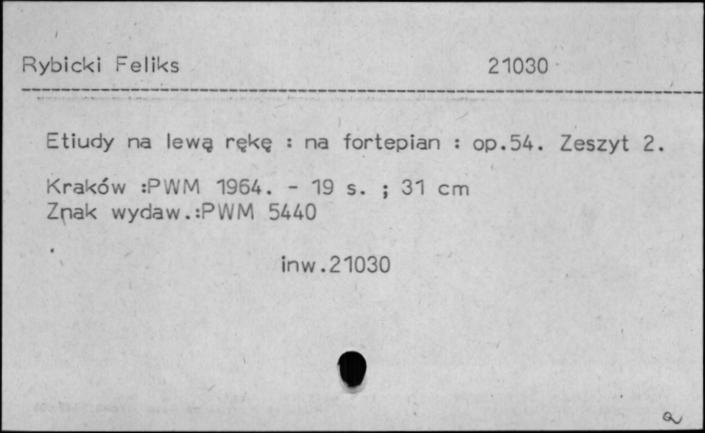 Rybicki Feliks 21030
Etiudy na lewą rękę : na fortepian : op.54. Zeszyt 2.
Kraków :PWM 1964. - 19 s. ; 31 cm
Znak wydaw.:PWM 5440
inw.21030